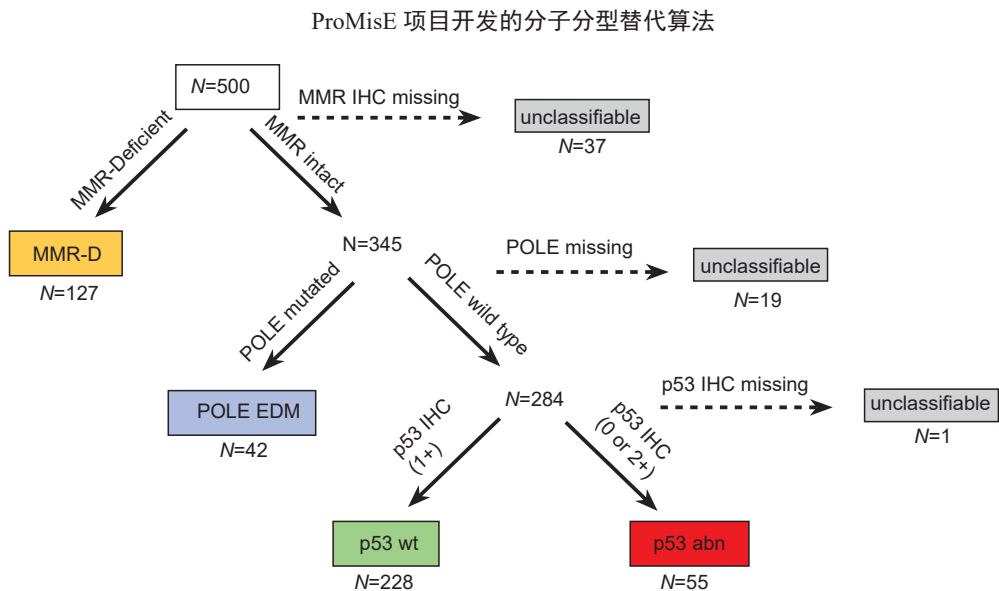 ProMisE 项目开发的分子分型替代算法
N=500
MMR IHC missing
unclassifiable
N=37
MMR-Deficient
MMR intact
MMR-D
N=127
N=345
POLE missing
unclassifiable
N=19
POLE mutated
POLE wild type
POLE EDM
N=42
N=284
p53 IHC missing
unclassifiable
N=1
p53 IHC
(1+)
p53 IHC
(0 or 2+)
p53 wt
N=228
p53 abn
N=55